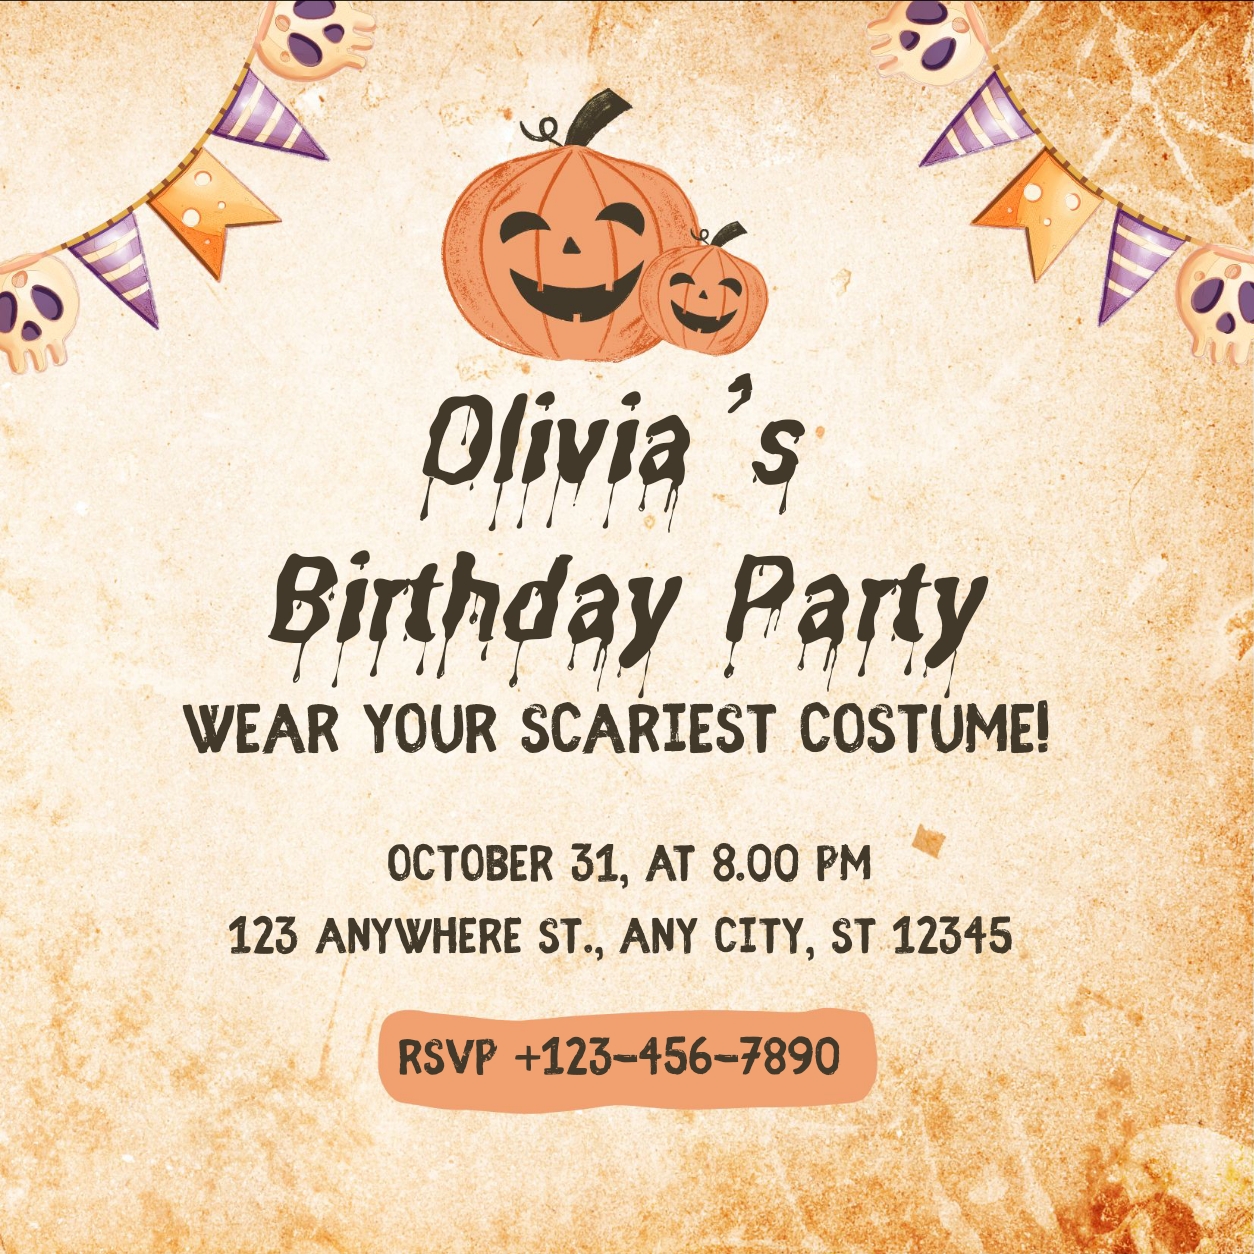 Olivia's
Birthday Party
WEAR YOUR SCARIEST COSTUME!
OCTOBER 31, AT 8.00 PM
123 ANYWHERE ST., ANY CITY, ST 12345
RSVP +123-456-7890